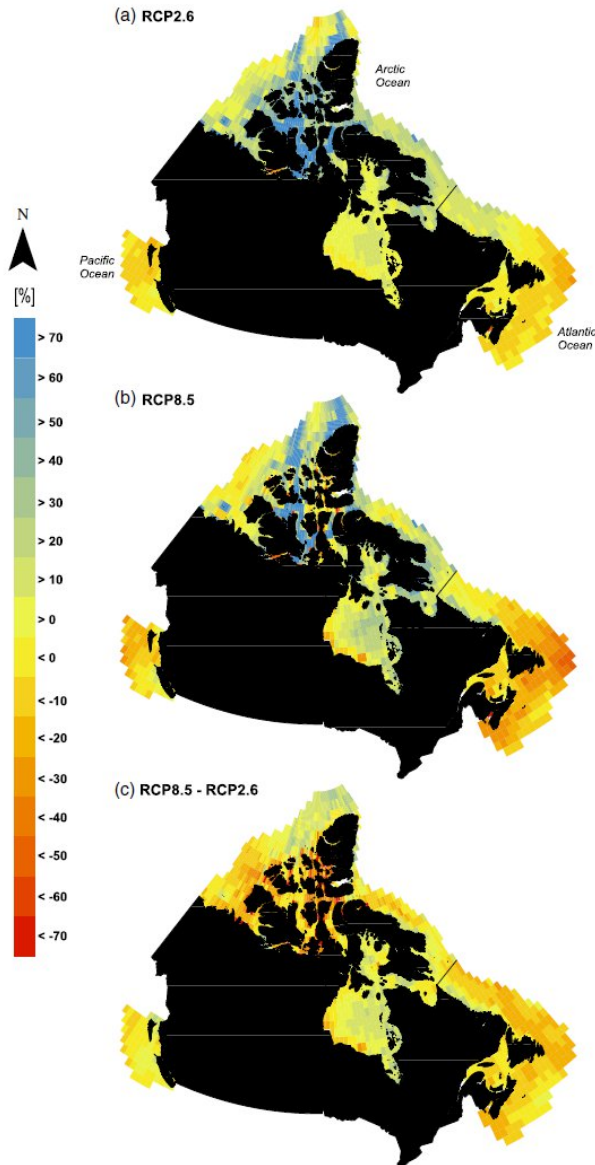 (a) RCP2.6
Arctic
Ocean
N
Pacific
Ocean
[%]
> 70
> 60
> 50
> 40
> 30
> 20
> 10
> 0
< 0
< -10
< -20
< -30
< -40
< -50
< -60
< -70
Atlantic
Ocean
(b) RCP8.5
(c) RCP8.5 - RCP2.6